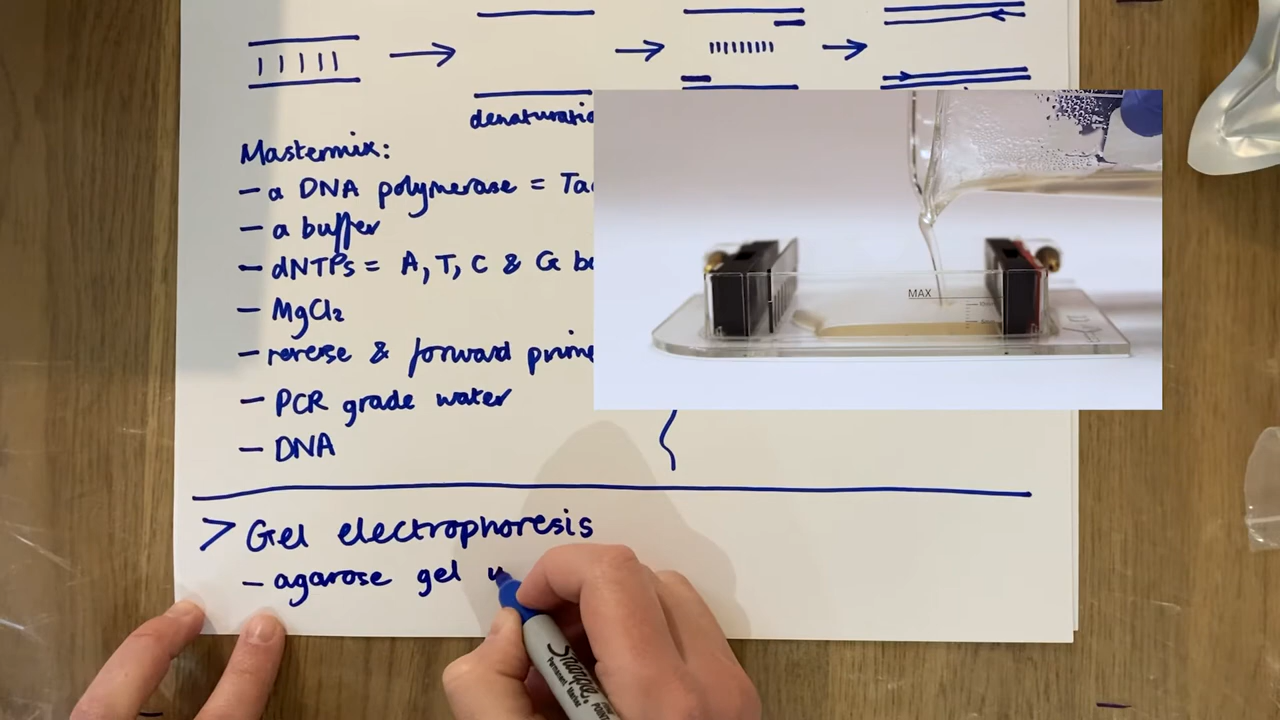 denaturatio
Mastermix:
- a DNA polymerase = Ta
- a buffer
- dNTPs = A, T, C & G b
- MgCl2
- reverse & forward prime
- PCR grade water
- DNA
> Gel electrophoresis
- agarose gel
MAX
Sharpie